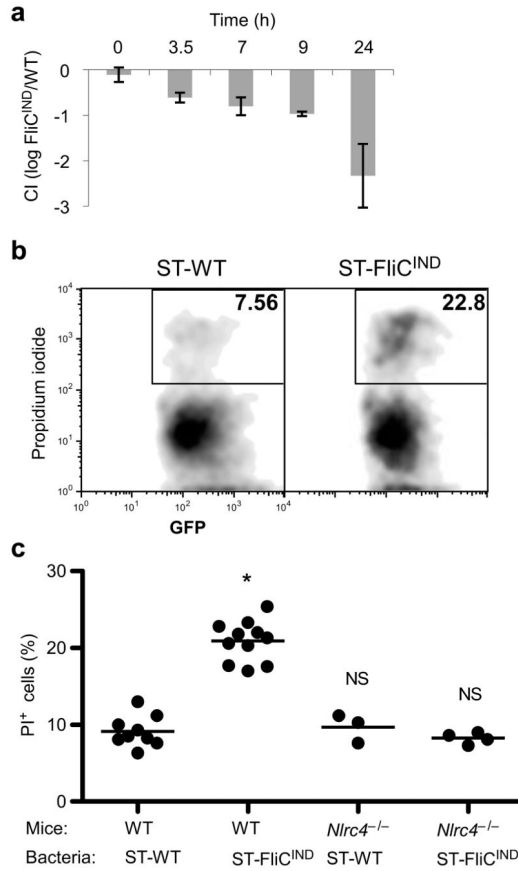 a
Time (h)
0 3.5 7 9 24
CI (log FliC^IND/WT)
0
-1
-2
-3
b
ST-WT ST-FliC^IND
7.56 22.8
Propidium iodide
10^4
10^3
10^2
10^1
10^0
10^0 10^1 10^2 10^3 10^4
GFP
c
PI^+ cells (%)
30
20
10
0
*
NS
NS
Mice: WT WT Nlrc4^–/– Nlrc4^–/–
Bacteria: ST-WT ST-FliC^IND ST-WT ST-FliC^IND